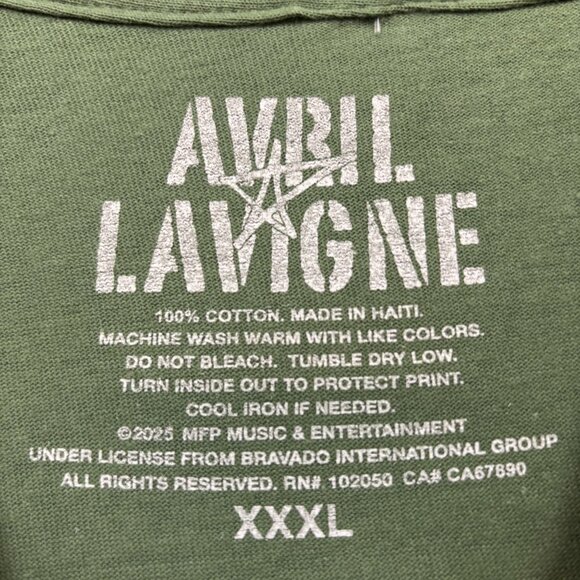 AVRIL
LAVIGNE
100% COTTON. MADE IN HAITI.
MACHINE WASH WARM WITH LIKE COLORS.
DO NOT BLEACH. TUMBLE DRY LOW.
TURN INSIDE OUT TO PROTECT PRINT.
COOL IRON IF NEEDED.
©2025 MFP MUSIC & ENTERTAINMENT
UNDER LICENSE FROM BRAVADO INTERNATIONAL GROUP
ALL RIGHTS RESERVED. RN# 102050 CA# CA67890
XXXL